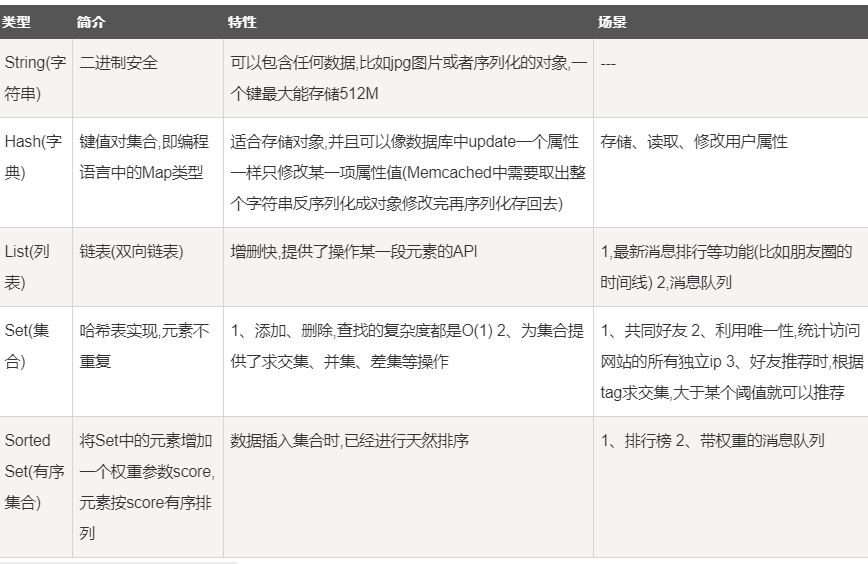 类型 简介 特性 场景
String(字
符串)
二进制安全
可以包含任何数据,比如jpg图片或者序列化的对象,一
个键最大能存储512M
---
Hash(字
典)
键值对集合,即编程
语言中的Map类型
适合存储对象,并且可以像数据库中update一个属性
一样只修改某一项属性值(Memcached中需要取出整
个字符串反序列化成对象修改完再序列化存回去)
存储、读取、修改用户属性
List(列
表)
链表(双向链表)
增删快,提供了操作某一段元素的API
1,最新消息排行等功能(比如朋友圈的
时间线) 2,消息队列
Set(集
合)
哈希表实现,元素不
重复
1、添加、删除,查找的复杂度都是O(1) 2、为集合提
供了求交集、并集、差集等操作
1、共同好友 2、利用唯一性,统计访问
网站的所有独立ip 3、好友推荐时,根据
tag求交集,大于某个阈值就可以推荐
Sorted
Set(有序
集合)
将Set中的元素增加
一个权重参数score,
元素按score有序排
列
数据插入集合时,已经进行天然排序
1、排行榜 2、带权重的消息队列